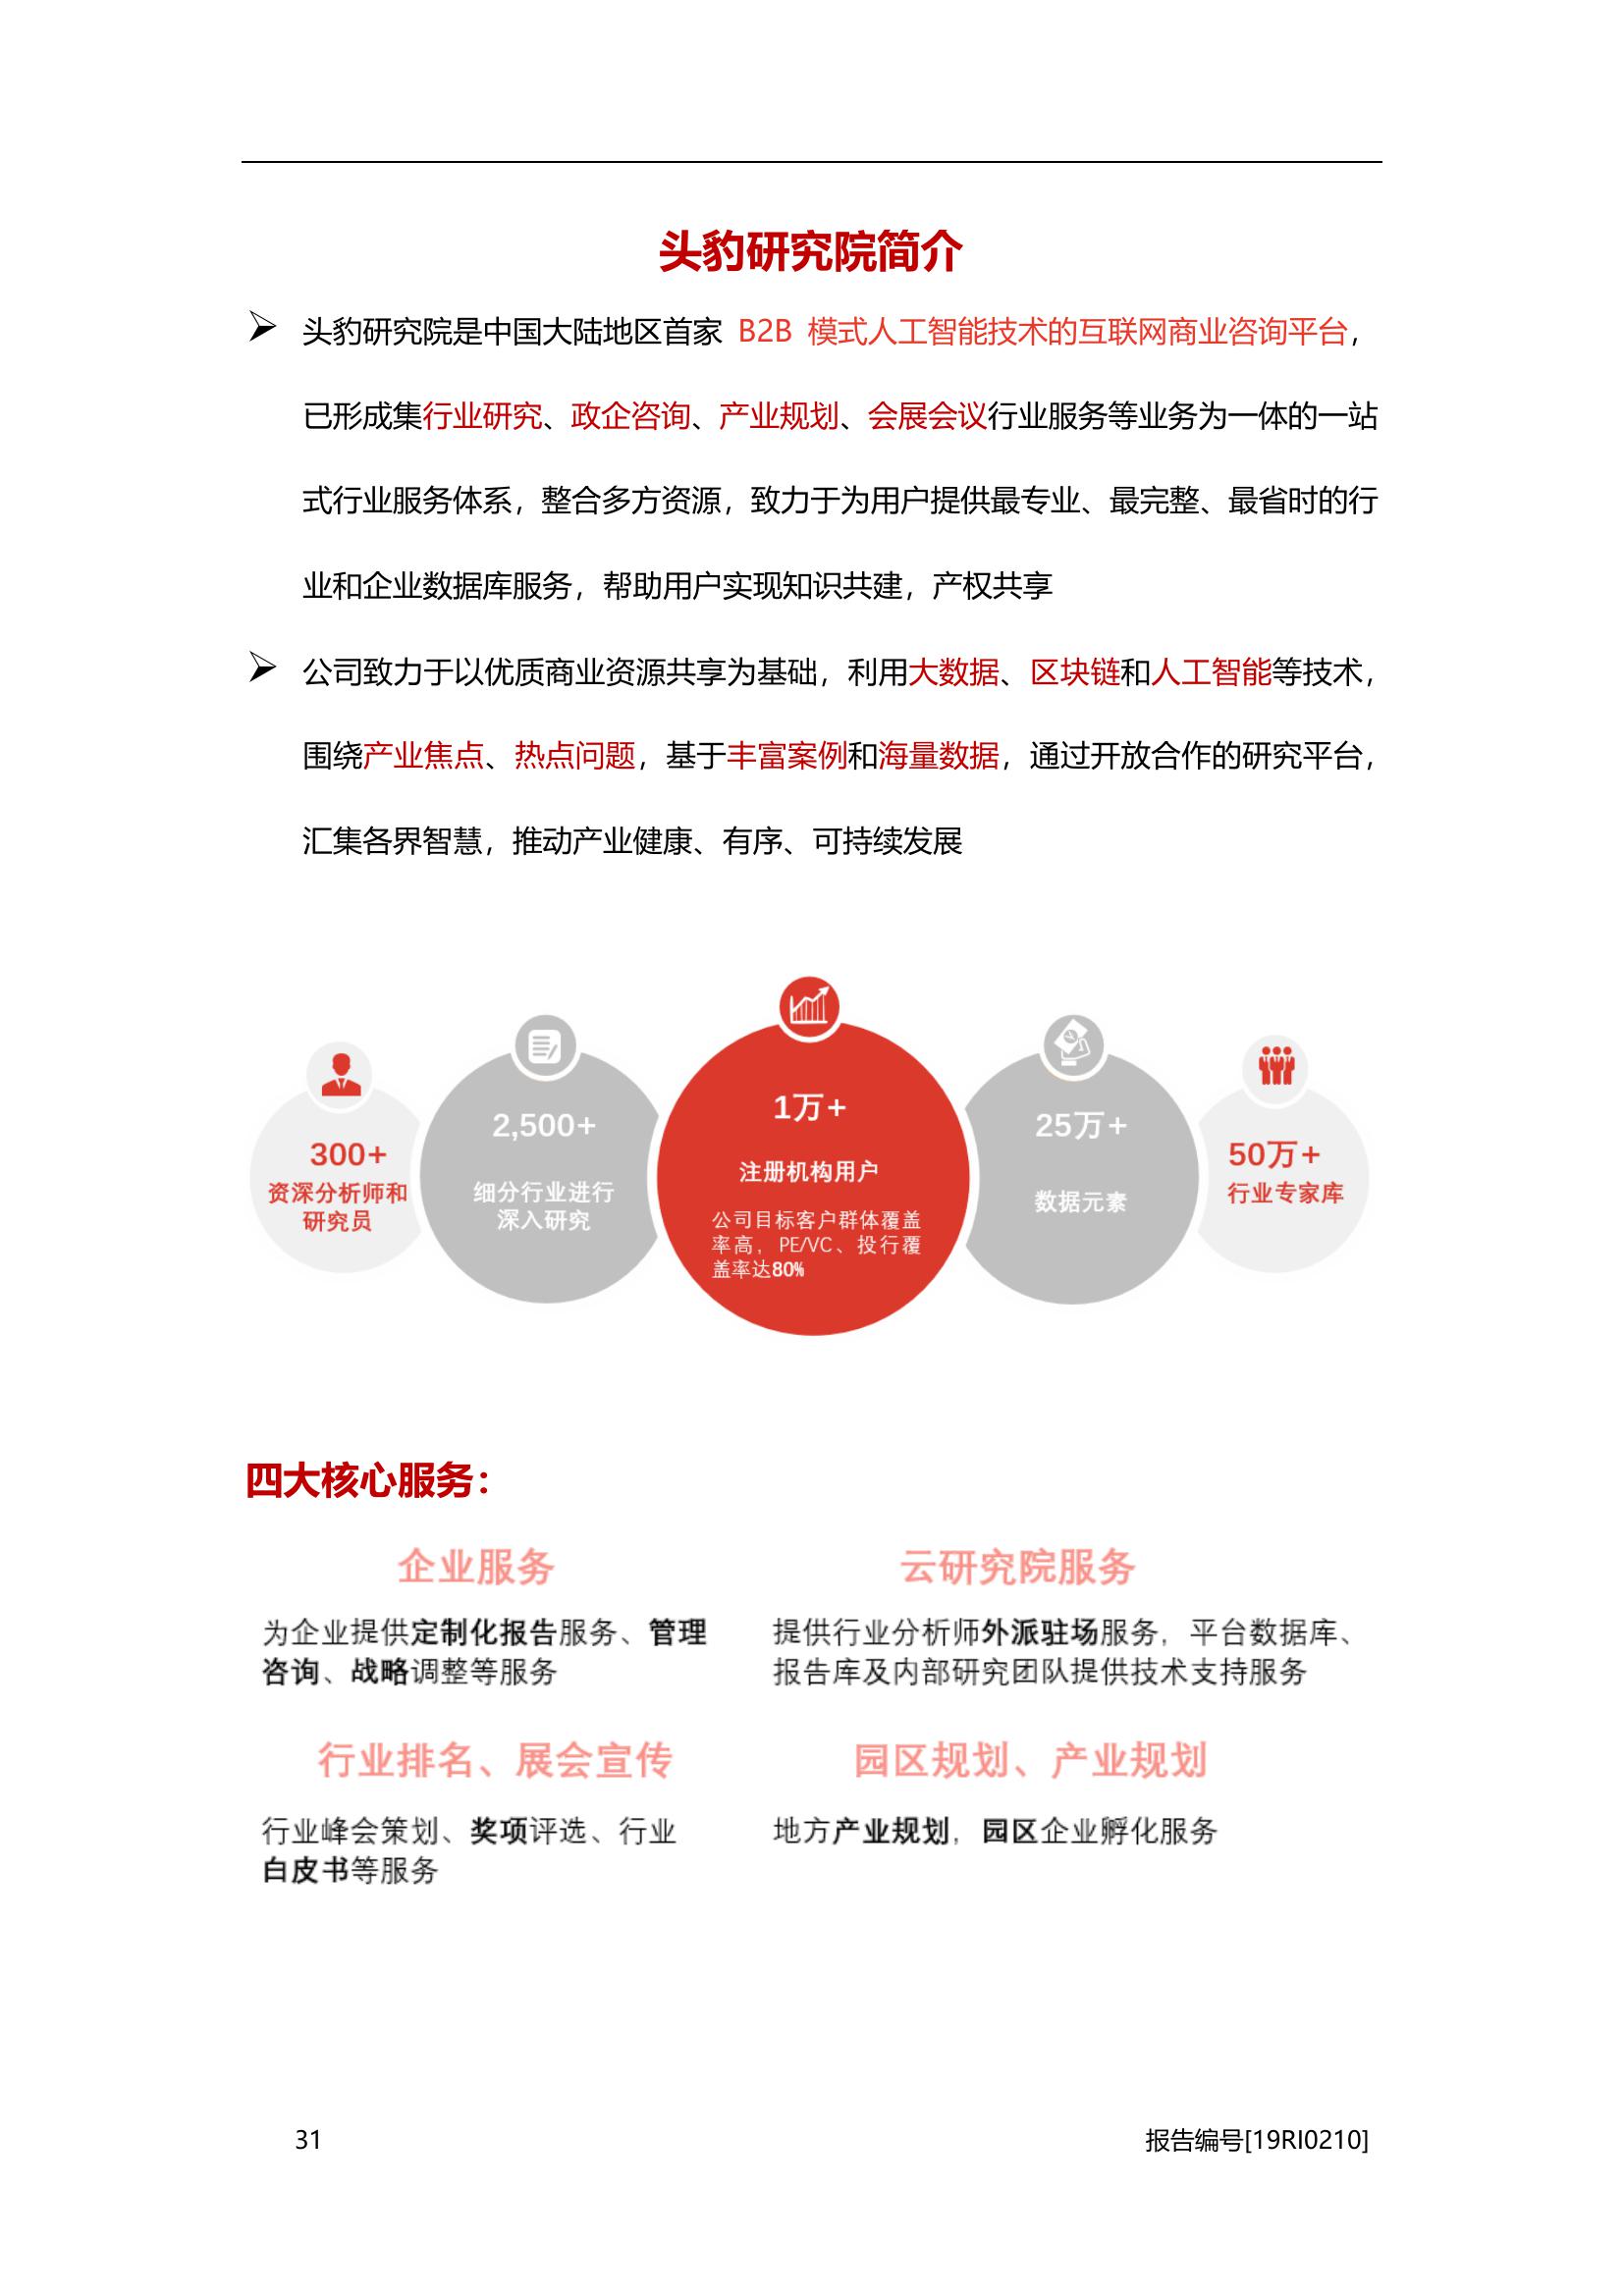 头豹研究院简介
头豹研究院是中国大陆地区首家 B2B 模式人工智能技术的互联网商业咨询平台，
已形成集行业研究、政企咨询、产业规划、会展会议行业服务等业务为一体的一站
式行业服务体系，整合多方资源，致力于为用户提供最专业、最完整、最省时的行
业和企业数据库服务，帮助用户实现知识共建，产权共享
公司致力于以优质商业资源共享为基础，利用大数据、区块链和人工智能等技术，
围绕产业焦点、热点问题，基于丰富案例和海量数据，通过开放合作的研究平台，
汇集各界智慧，推动产业健康、有序、可持续发展
300+
资深分析师和
研究员
2,500+
细分行业进行
深入研究
1万+
注册机构用户
公司目标客户群体覆盖
率高，PE/VC、投行覆
盖率达80%
25万+
数据元素
50万+
行业专家库
四大核心服务：
企业服务
为企业提供定制化报告服务、管理
咨询、战略调整等服务
云研究院服务
提供行业分析师外派驻场服务，平台数据库、
报告库及内部研究团队提供技术支持服务
行业排名、展会宣传
行业峰会策划、奖项评选、行业
白皮书等服务
园区规划、产业规划
地方产业规划，园区企业孵化服务
31
报告编号[19RI0210]